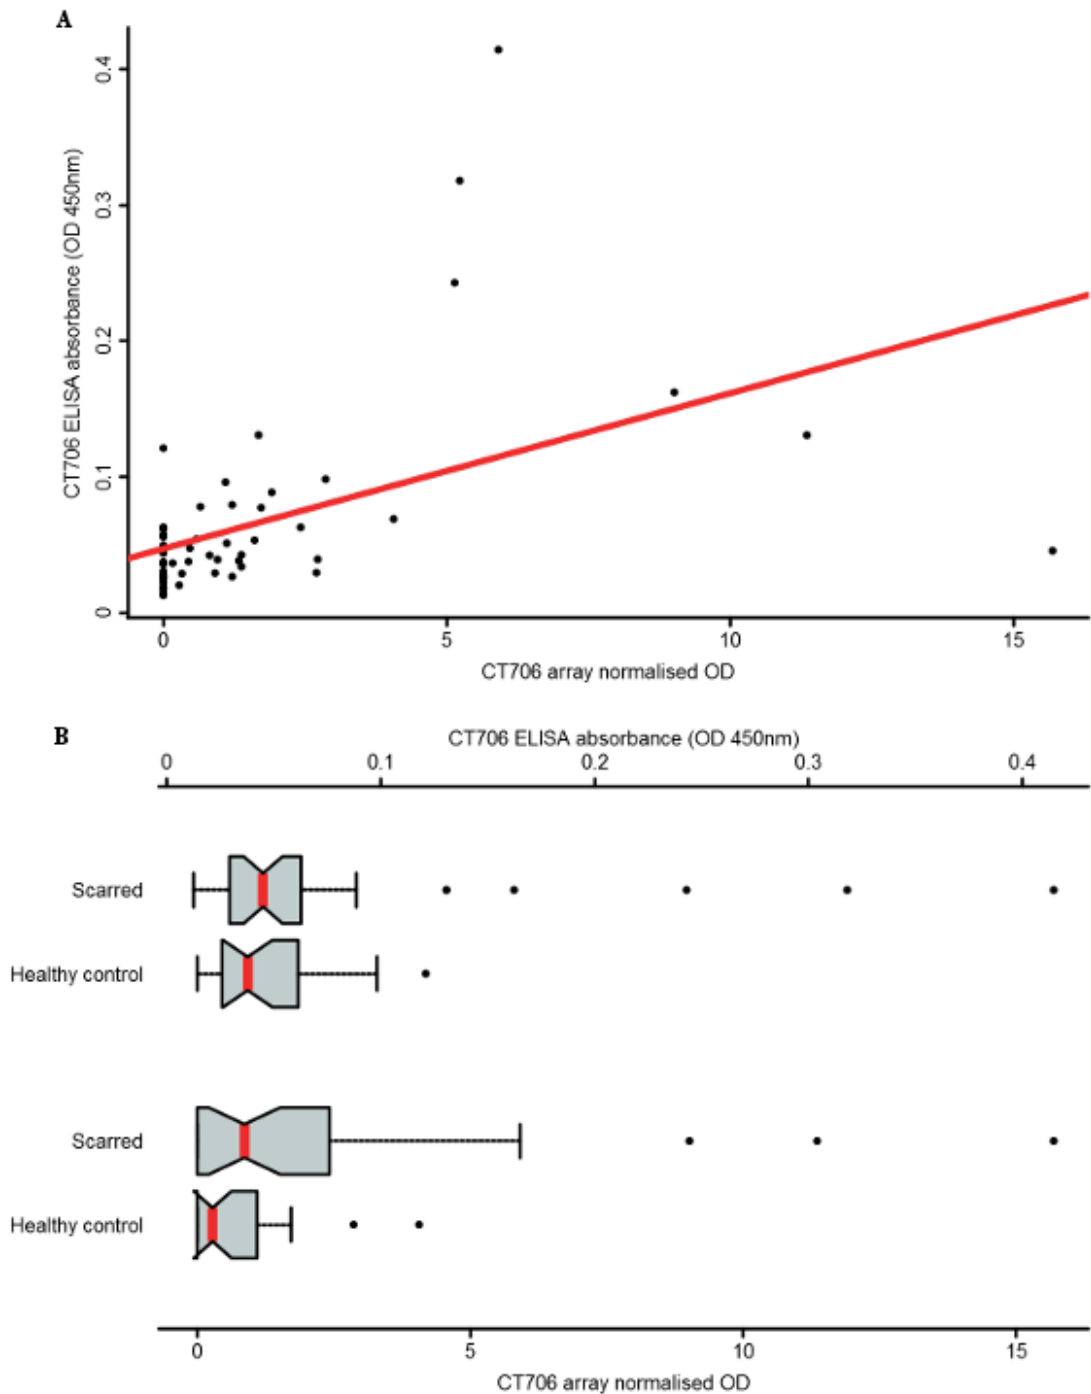 A
CT706 ELISA absorbance (OD 450nm)
0.4
0.3
0.2
0.1
0
0 5 10 15
CT706 array normalised OD
B
CT706 ELISA absorbance (OD 450nm)
0 0.1 0.2 0.3 0.4
Scarred
Healthy control
Scarred
Healthy control
0 5 10 15
CT706 array normalised OD